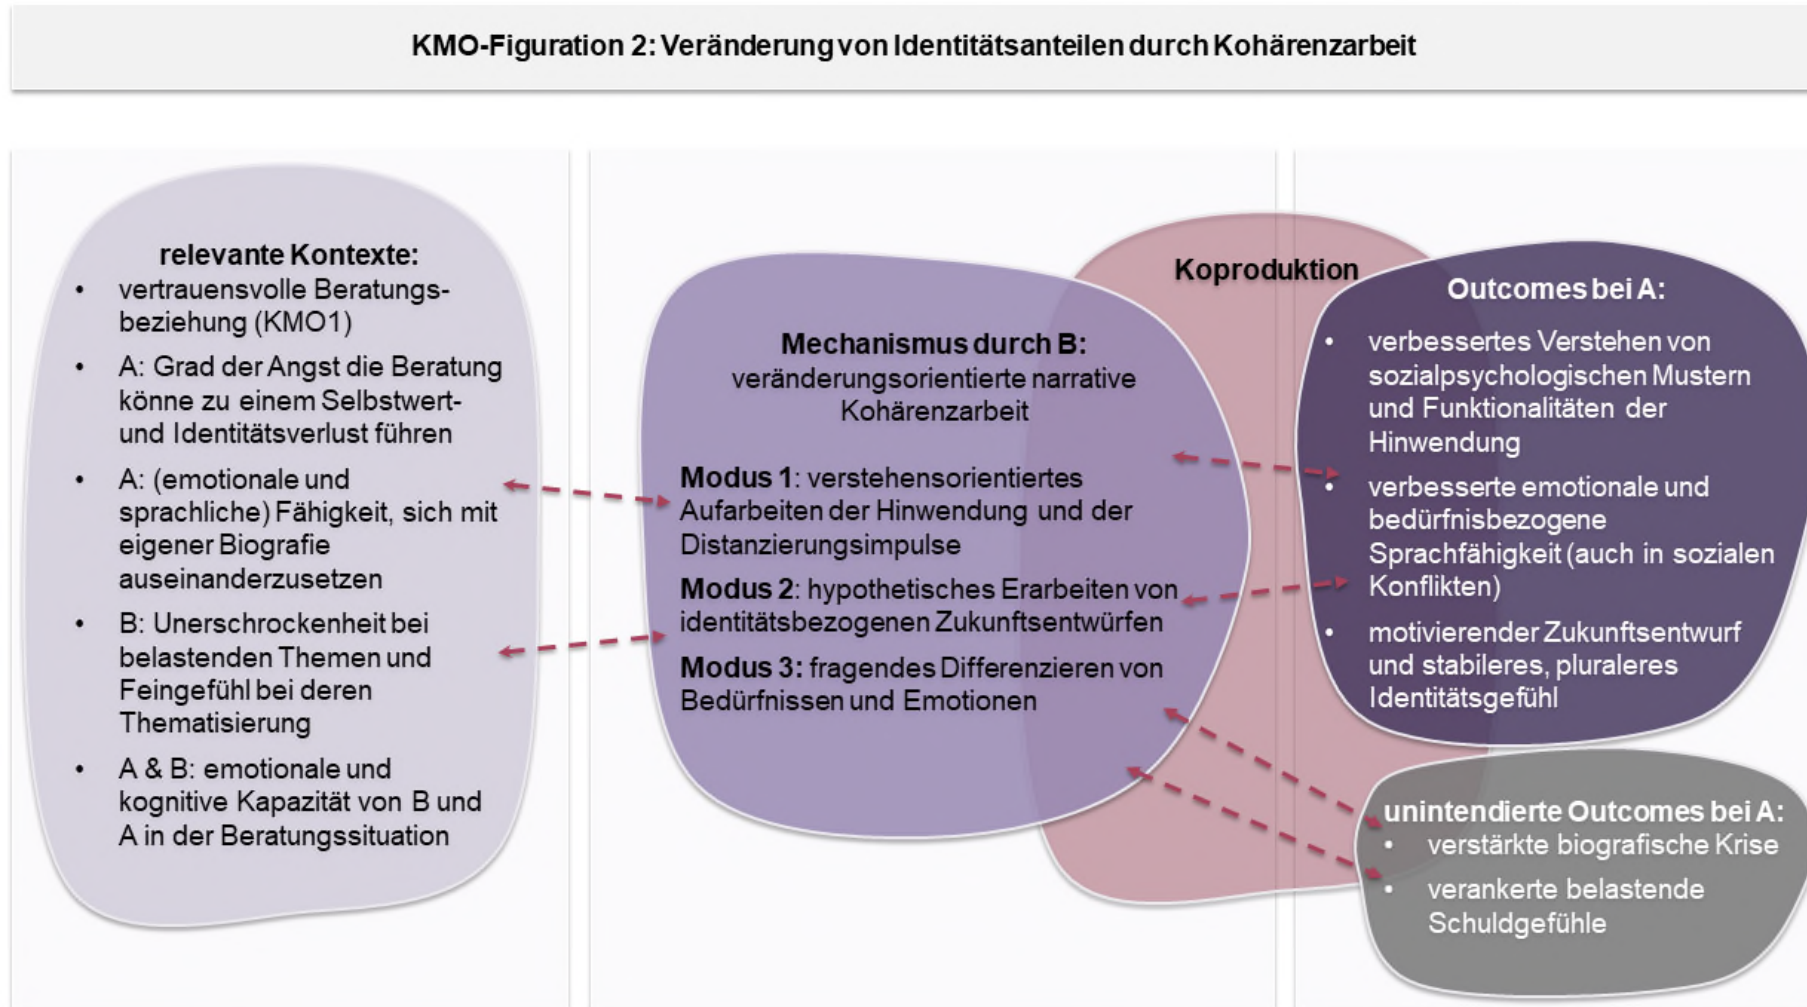 KMO-Figuration 2: Veränderung von Identitätsanteilen durch Kohärenzarbeit
relevante Kontexte:
• vertrauensvolle Beratungs-
beziehung (KMO1)
• A: Grad der Angst die Beratung
könne zu einem Selbstwert-
und Identitätsverlust führen
• A: (emotionale und
sprachliche) Fähigkeit, sich mit
eigener Biografie
auseinanderzusetzen
• B: Unerschrockenheit bei
belastenden Themen und
Feingefühl bei deren
Thematisierung
• A & B: emotionale und
kognitive Kapazität von B und
A in der Beratungssituation
Mechanismus durch B:
veränderungsorientierte narrative
Kohärenzarbeit
Modus 1: verstehensorientiertes
Aufarbeiten der Hinwendung und der
Distanzierungsimpulse
Modus 2: hypothetisches Erarbeiten von
identitätsbezogenen Zukunftsentwürfen
Modus 3: fragendes Differenzieren von
Bedürfnissen und Emotionen
Koproduktion
Outcomes bei A:
• verbessertes Verstehen von
sozialpsychologischen Mustern
und Funktionalitäten der
Hinwendung
• verbesserte emotionale und
bedürfnisbezogene
Sprachfähigkeit (auch in sozialen
Konflikten)
• motivierender Zukunftsentwurf
und stabileres, pluraleres
Identitätsgefühl
unintendierte Outcomes bei A:
• verstärkte biografische Krise
• verankerte belastende
Schuldgefühle